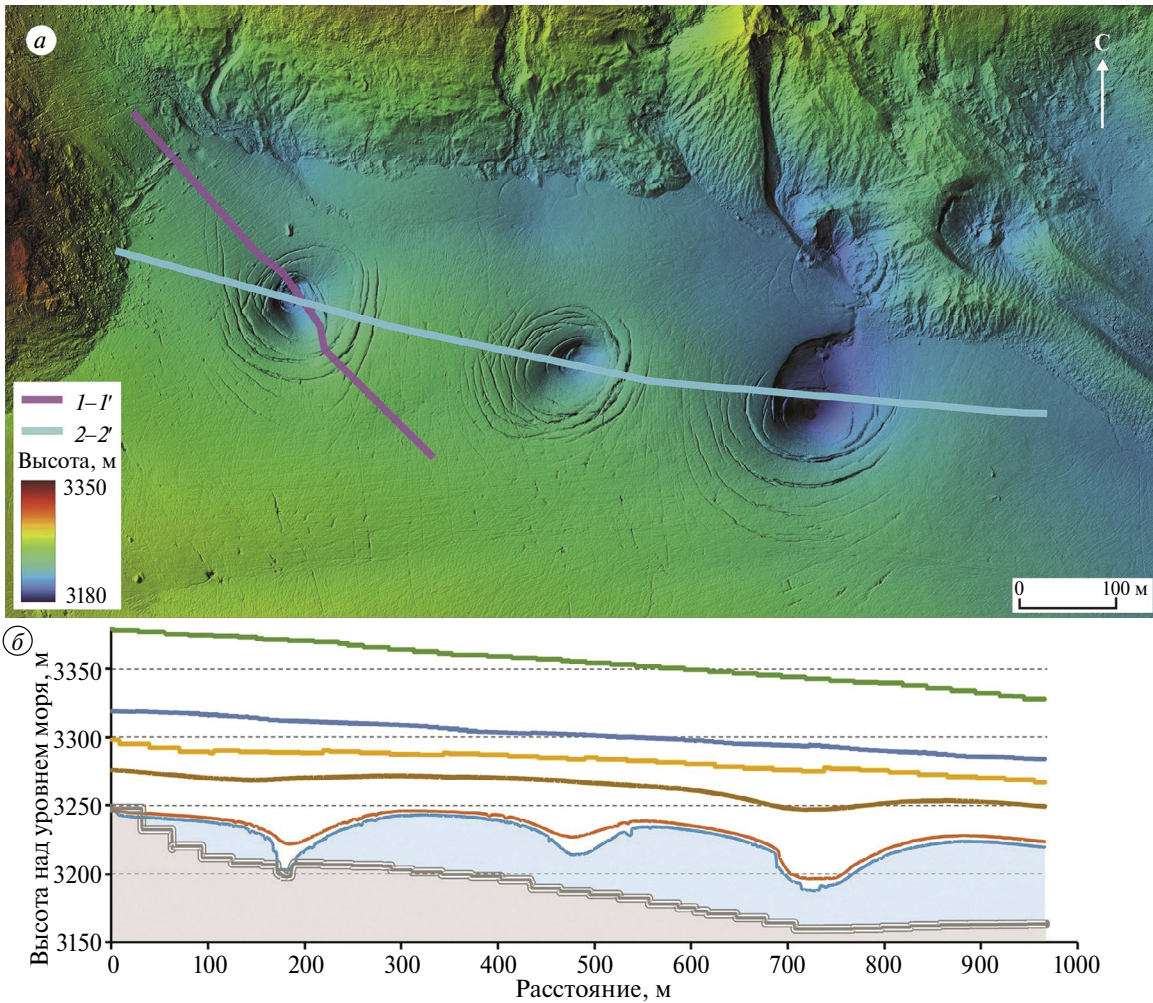 а
С
1–1′
2–2′
Высота, м
3350
3180
0 100 м
б
Высота над уровнем моря, м
3350
3300
3250
3200
3150
0 100 200 300 400 500 600 700 800 900 1000
Расстояние, м